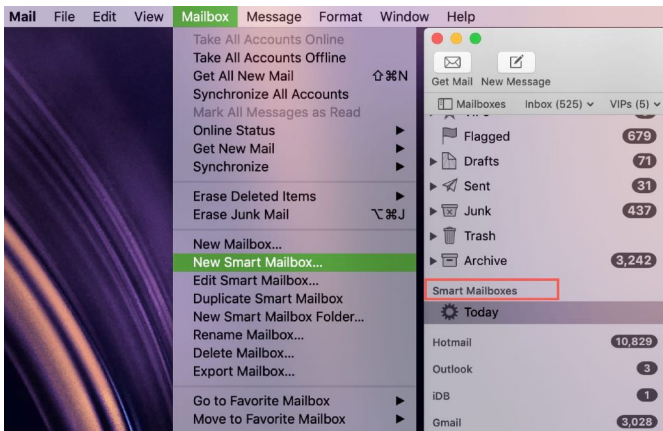 Mail File Edit View Mailbox Message Format Window Help
Take All Accounts Online
Take All Accounts Offline
Get All New Mail ⇧⌘N
Synchronize All Accounts
Mark All Messages as Read
Online Status ▶
Get New Mail ▶
Synchronize ▶
Erase Deleted Items ▶
Erase Junk Mail ⌥⌘J
New Mailbox...
New Smart Mailbox...
Edit Smart Mailbox...
Duplicate Smart Mailbox
New Smart Mailbox Folder...
Rename Mailbox...
Delete Mailbox...
Export Mailbox...
Go to Favorite Mailbox ▶
Move to Favorite Mailbox ▶
Get Mail New Message
Mailboxes Inbox (525) VIPs (5)
Flagged 679
Drafts 71
Sent 31
Junk 437
Trash
Archive 3,242
Smart Mailboxes
Today
Hotmail 10,829
Outlook 3
iDB 1
Gmail 3,028